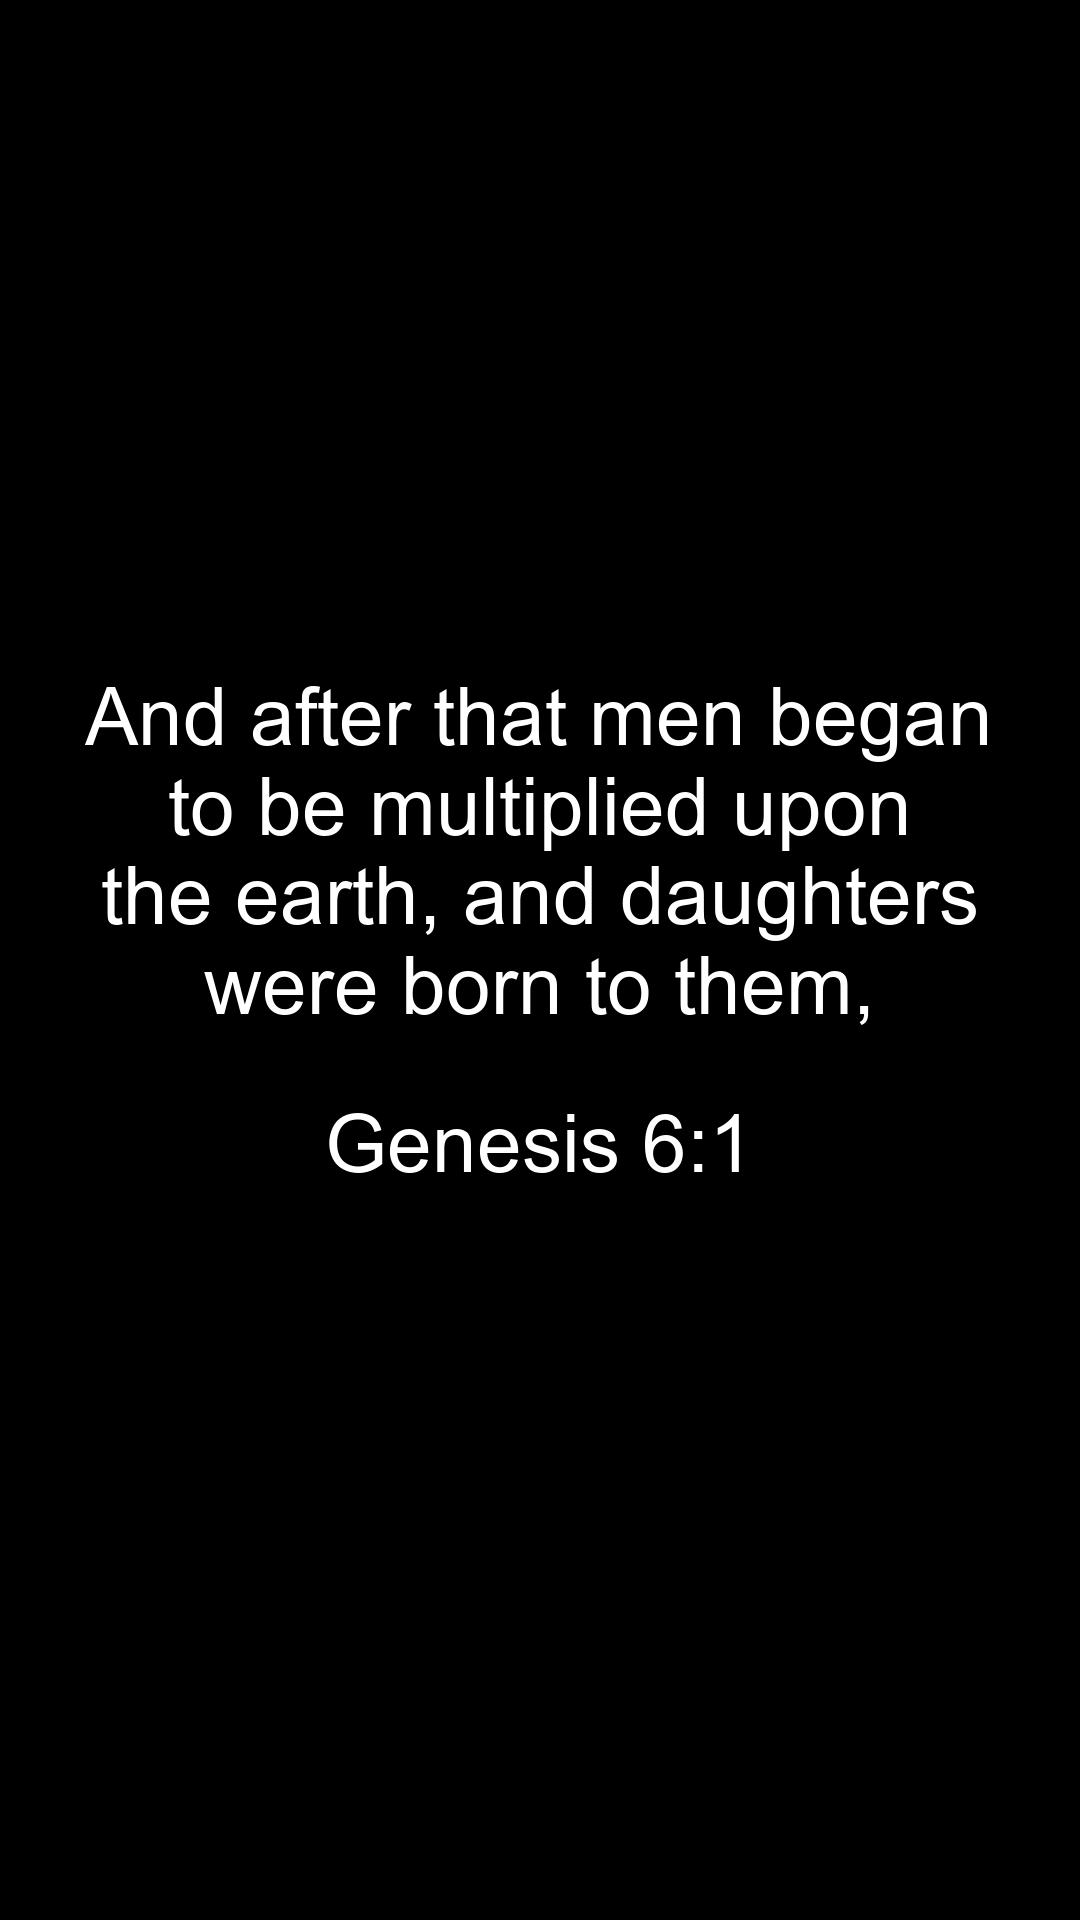 And after that men began
to be multiplied upon
the earth, and daughters
were born to them,
Genesis 6:1